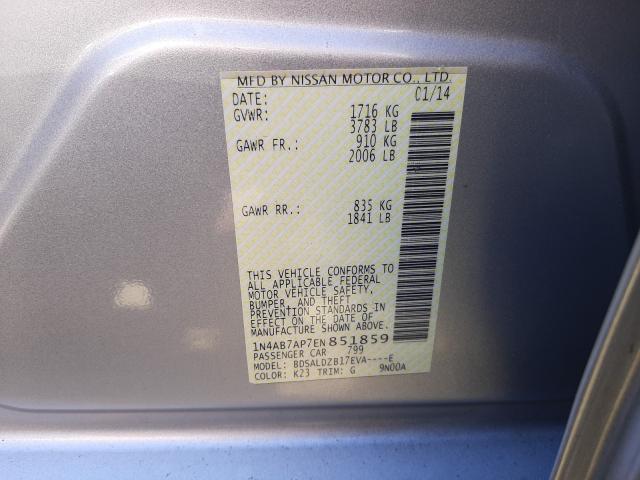 MFD BY NISSAN MOTOR CO., LTD.
DATE: 01/14
GVWR: 1716 KG
3783 LB
GAWR FR.: 910 KG
2006 LB
GAWR RR.: 835 KG
1841 LB
THIS VEHICLE CONFORMS TO
ALL APPLICABLE FEDERAL
MOTOR VEHICLE SAFETY,
BUMPER, AND THEFT
PREVENTION STANDARDS IN
EFFECT ON THE DATE OF
MANUFACTURE SHOWN ABOVE.
1N4AB7AP7EN851859
PASSENGER CAR 799
MODEL: BDSALDZB17EVA----E
COLOR: K23 TRIM: G 9N00A